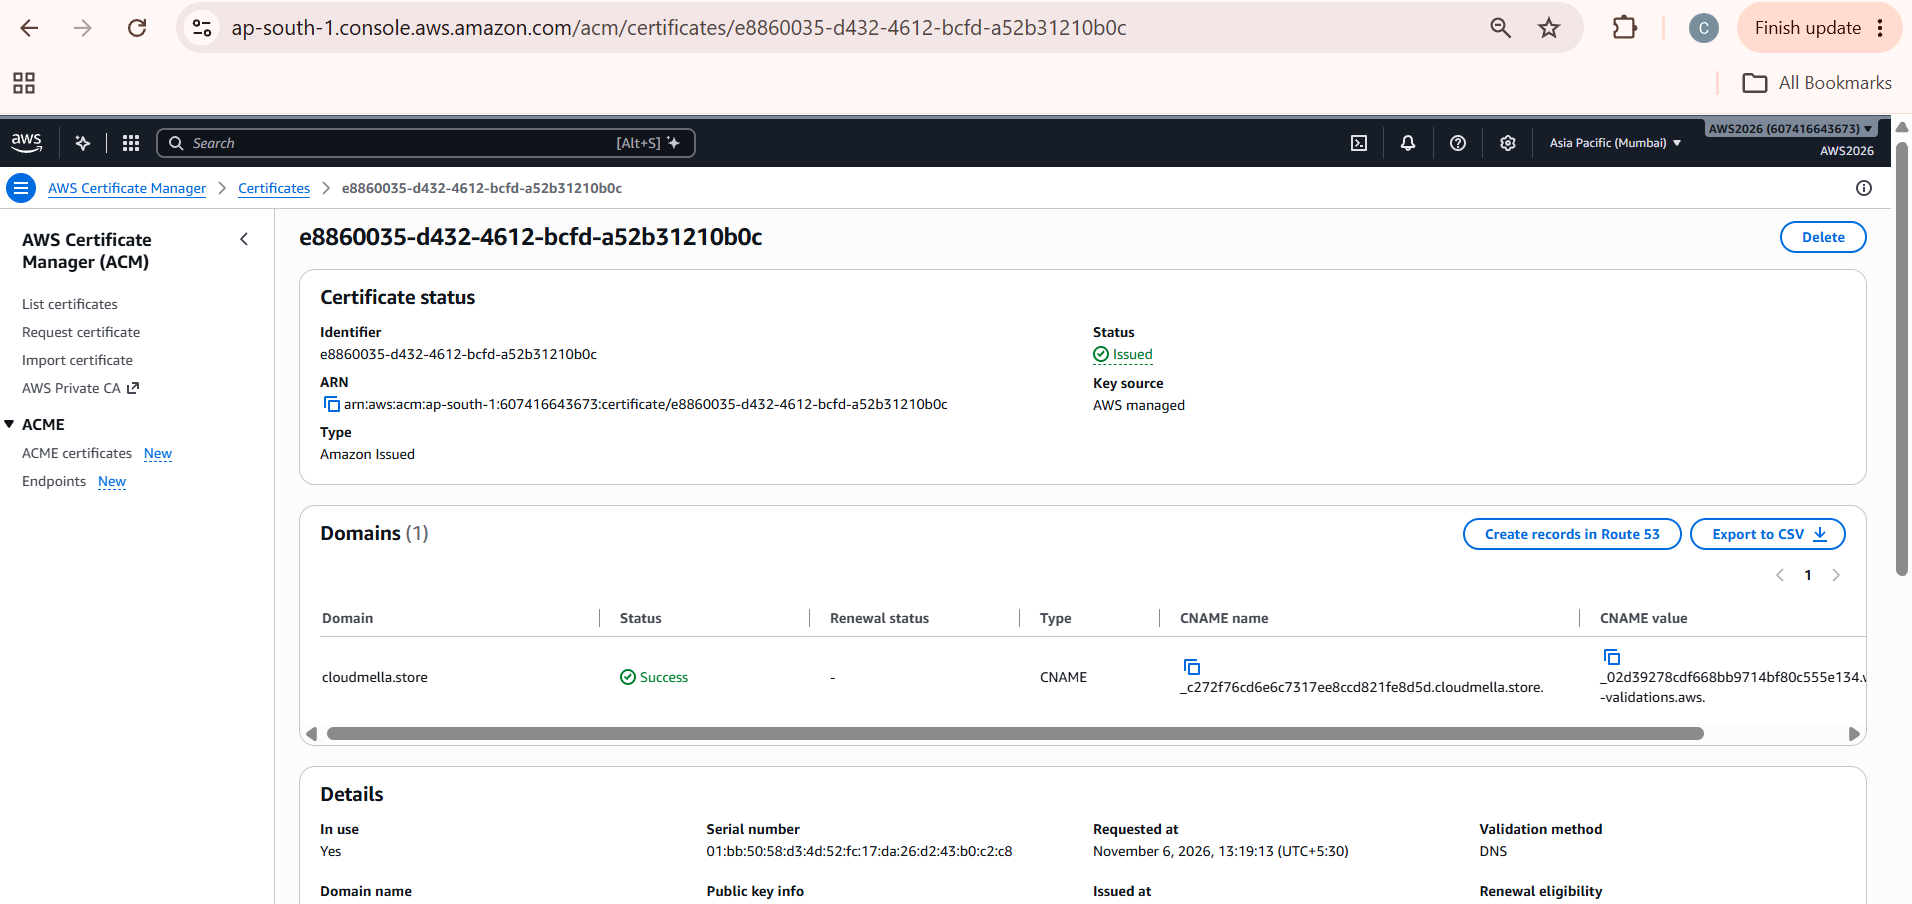 ap-south-1.console.aws.amazon.com/acm/certificates/e8860035-d432-4612-bcfd-a52b31210b0c
C
Finish update
All Bookmarks
aws
Search
[Alt+S]
Asia Pacific (Mumbai)
AWS2026 (607416643673)
AWS2026
AWS Certificate Manager
Certificates
e8860035-d432-4612-bcfd-a52b31210b0c
AWS Certificate
Manager (ACM)
List certificates
Request certificate
Import certificate
AWS Private CA
ACME
ACME certificates New
Endpoints New
e8860035-d432-4612-bcfd-a52b31210b0c
Delete
Certificate status
Identifier
e8860035-d432-4612-bcfd-a52b31210b0c
ARN
arn:aws:acm:ap-south-1:607416643673:certificate/e8860035-d432-4612-bcfd-a52b31210b0c
Type
Amazon Issued
Status
Issued
Key source
AWS managed
Domains (1)
Create records in Route 53
Export to CSV
1
Domain Status Renewal status Type CNAME name CNAME value
cloudmella.store Success - CNAME _c272f76cd6e6c7317ee8ccd821fe8d5d.cloudmella.store.
_02d39278cdf668bb9714bf80c555e134.
-validations.aws.
Details
In use
Yes
Serial number
01:bb:50:58:d3:4d:52:fc:17:da:26:d2:43:b0:c2:c8
Requested at
November 6, 2026, 13:19:13 (UTC+5:30)
Validation method
DNS
Domain name
Public key info
Issued at
Renewal eligibility